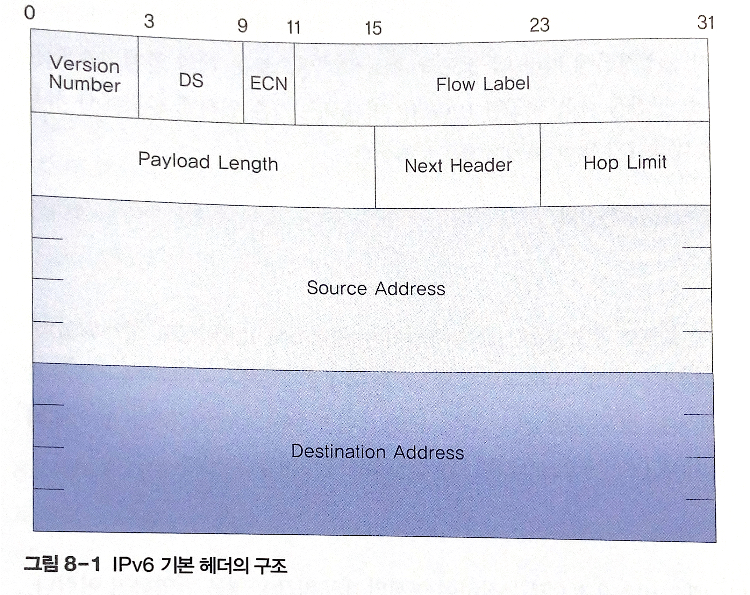 0 3 9 11 15 23 31
Version
Number
DS
ECN
Flow Label
Payload Length
Next Header
Hop Limit
Source Address
Destination Address
그림 8-1 IPv6 기본 헤더의 구조